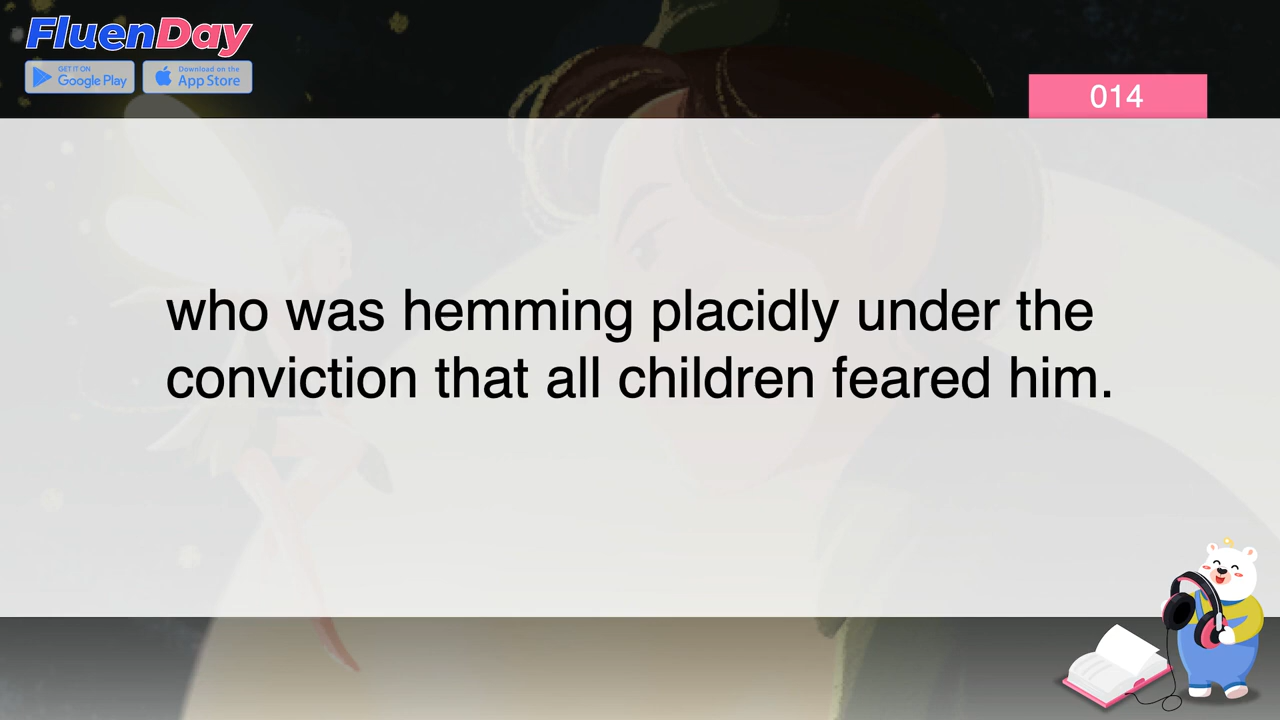 FluenDay
GET IT ON
Google Play
Download on the
App Store
014
who was hemming placidly under the
conviction that all children feared him.